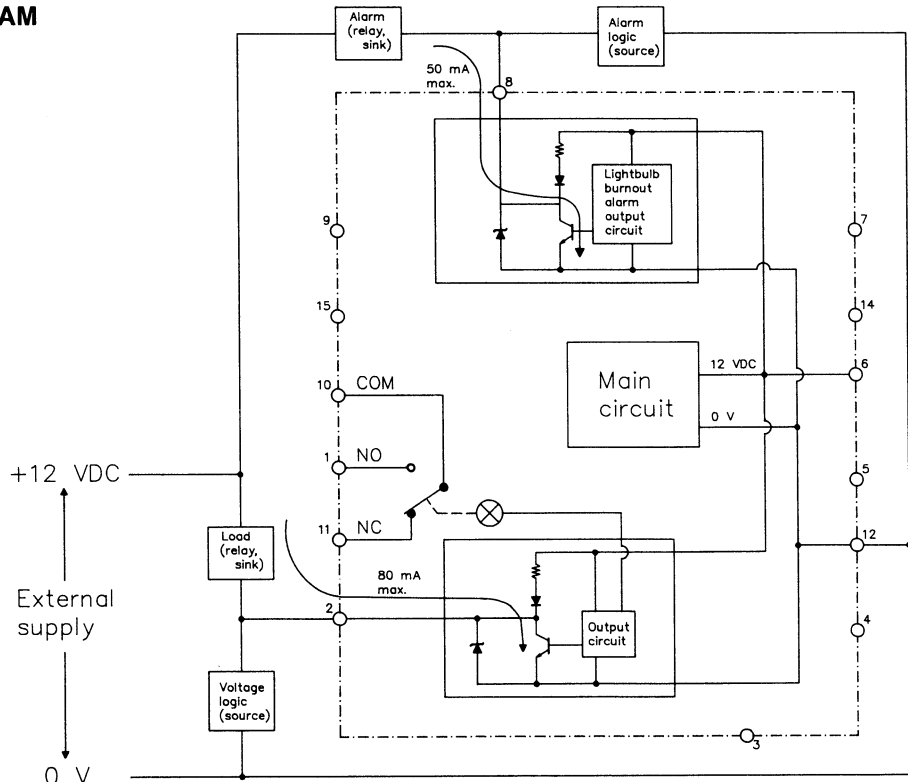 AM
Alarm
(relay,
sink)
Alarm
logic
(source)
50 mA
max.
8
Lightbulb
burnout
alarm
output
circuit
9
7
15
14
10
COM
Main
circuit
12 VDC
6
0 V
1
NO
+12 VDC
5
11
NC
12
Load
(relay,
sink)
80 mA
max.
External
supply
2
Output
circuit
4
Voltage
logic
(source)
3
0 V